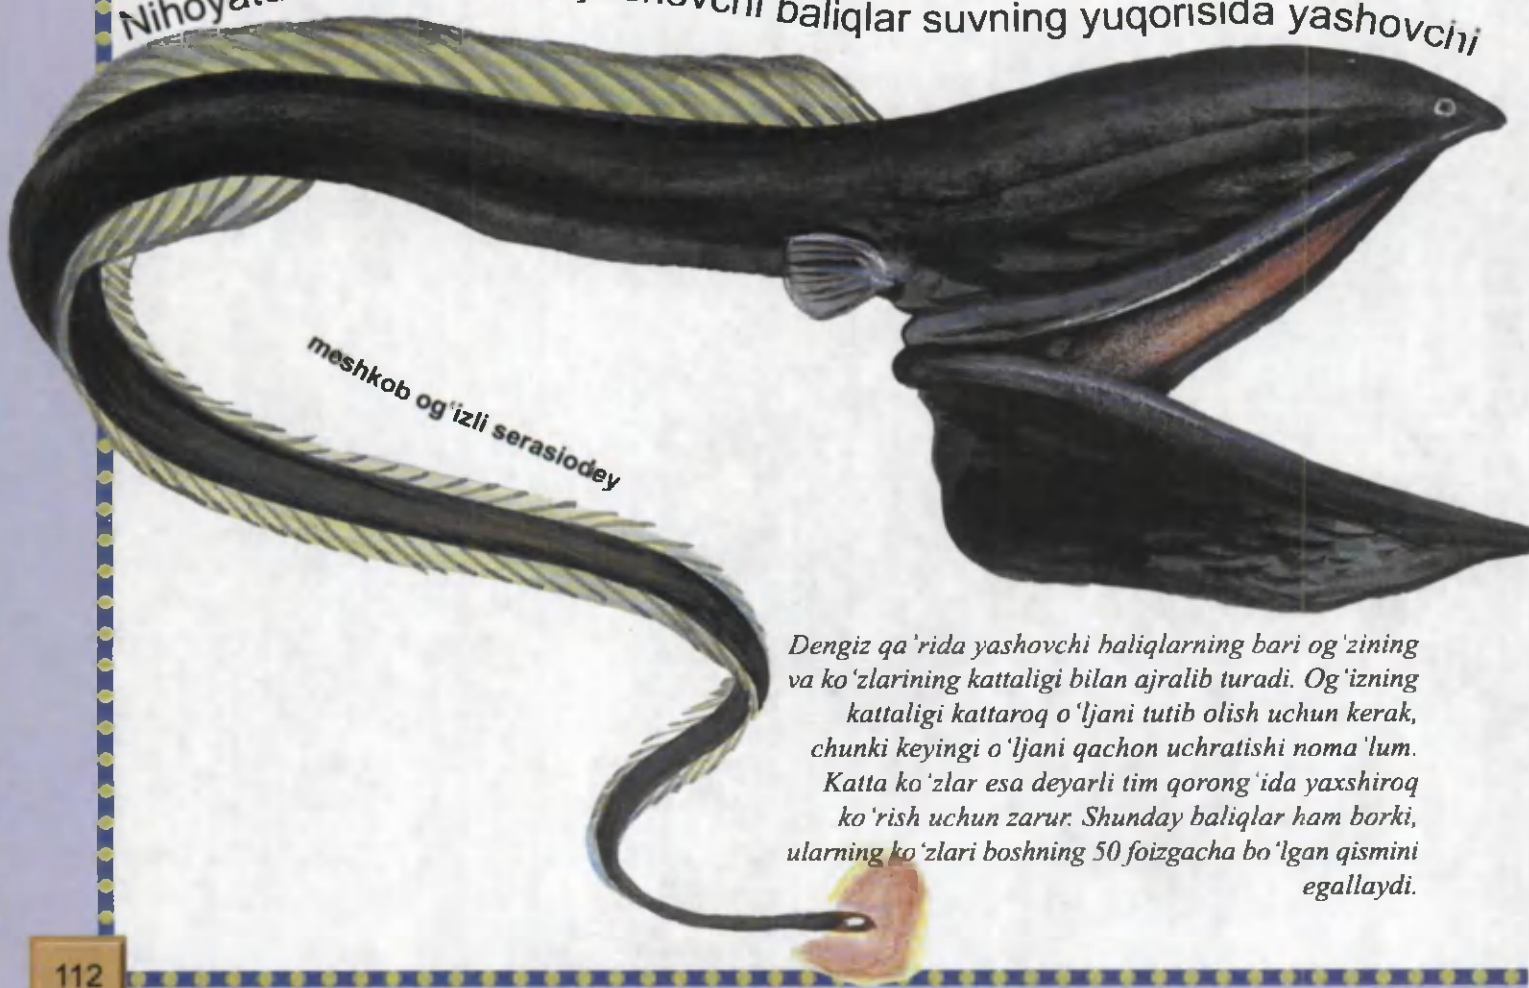 baliqlar suvning yuqorisida yashovchi
meshkob og‘izli serasiodey
Dengiz qa’rida yashovchi baliqlarning bari og‘zining
va ko‘zlarining kattaligi bilan ajralib turadi. Og‘izning
kattaligi kattaroq o‘ljani tutib olish uchun kerak,
chunki keyingi o‘ljani qachon uchratishi noma’lum.
Katta ko‘zlar esa deyarli tim qorong‘ida yaxshiroq
ko‘rish uchun zarur. Shunday baliqlar ham borki,
ularning ko‘zlari boshning 50 foizgacha bo‘lgan qismini
egallaydi.
112